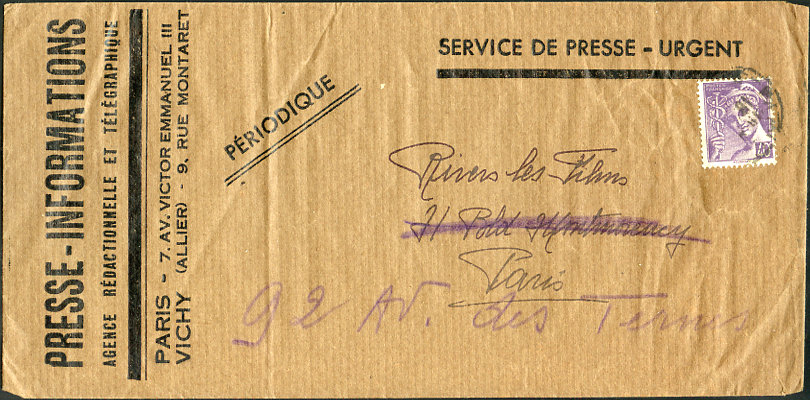 PRESSE-INFORMATIONS
AGENCE RÉDACTIONNELLE ET TÉLÉGRAPHIQUE
PARIS - 7, AV. VICTOR EMMANUEL III
VICHY (ALLIER) - 9, RUE MONTARET
PÉRIODIQUE
SERVICE DE PRESSE - URGENT
Rivers les Films
Montmorency
Paris
92 Av. des Ternes